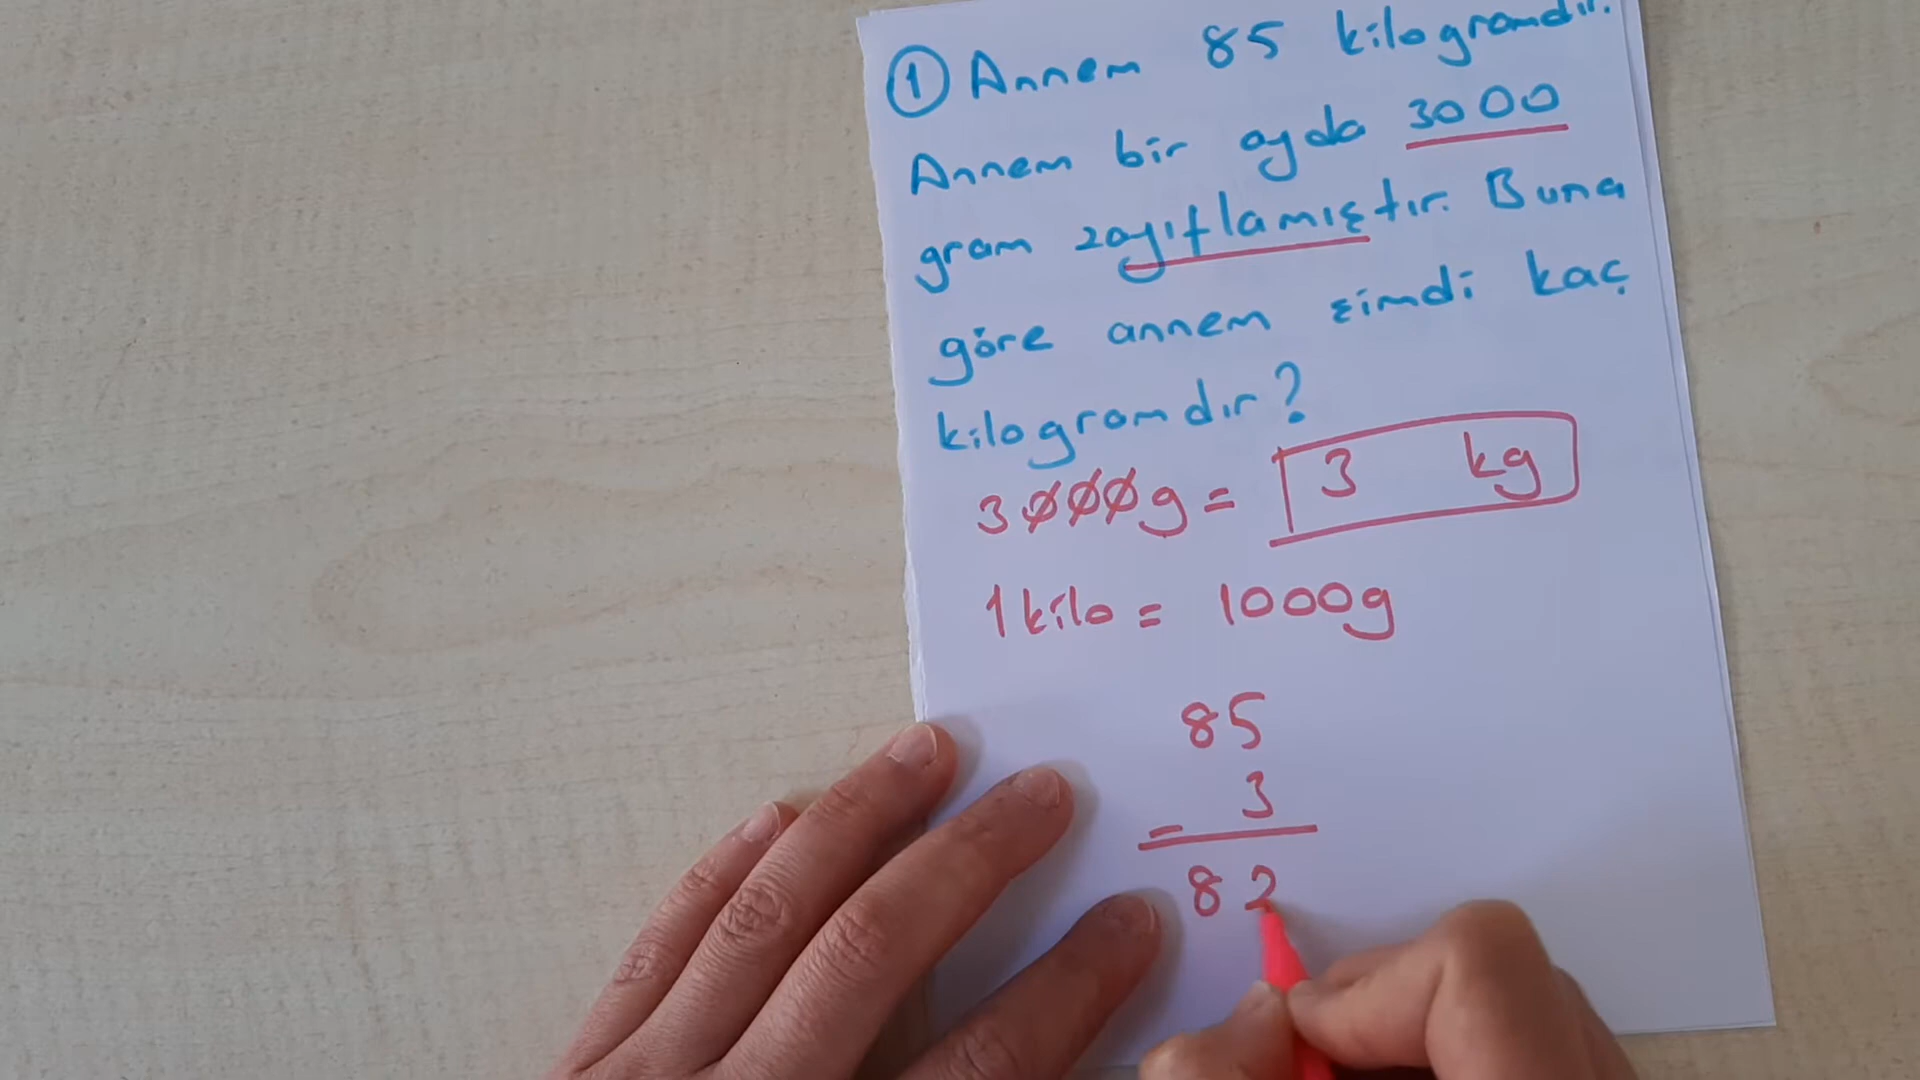 ① Annem 85 kilogramdır.
Annem bir ayda 3000
gram zayıflamıştır. Buna
göre annem şimdi kaç
kilogramdır?
3000g = 3 kg
1 kilo = 1000g
85
- 3
82